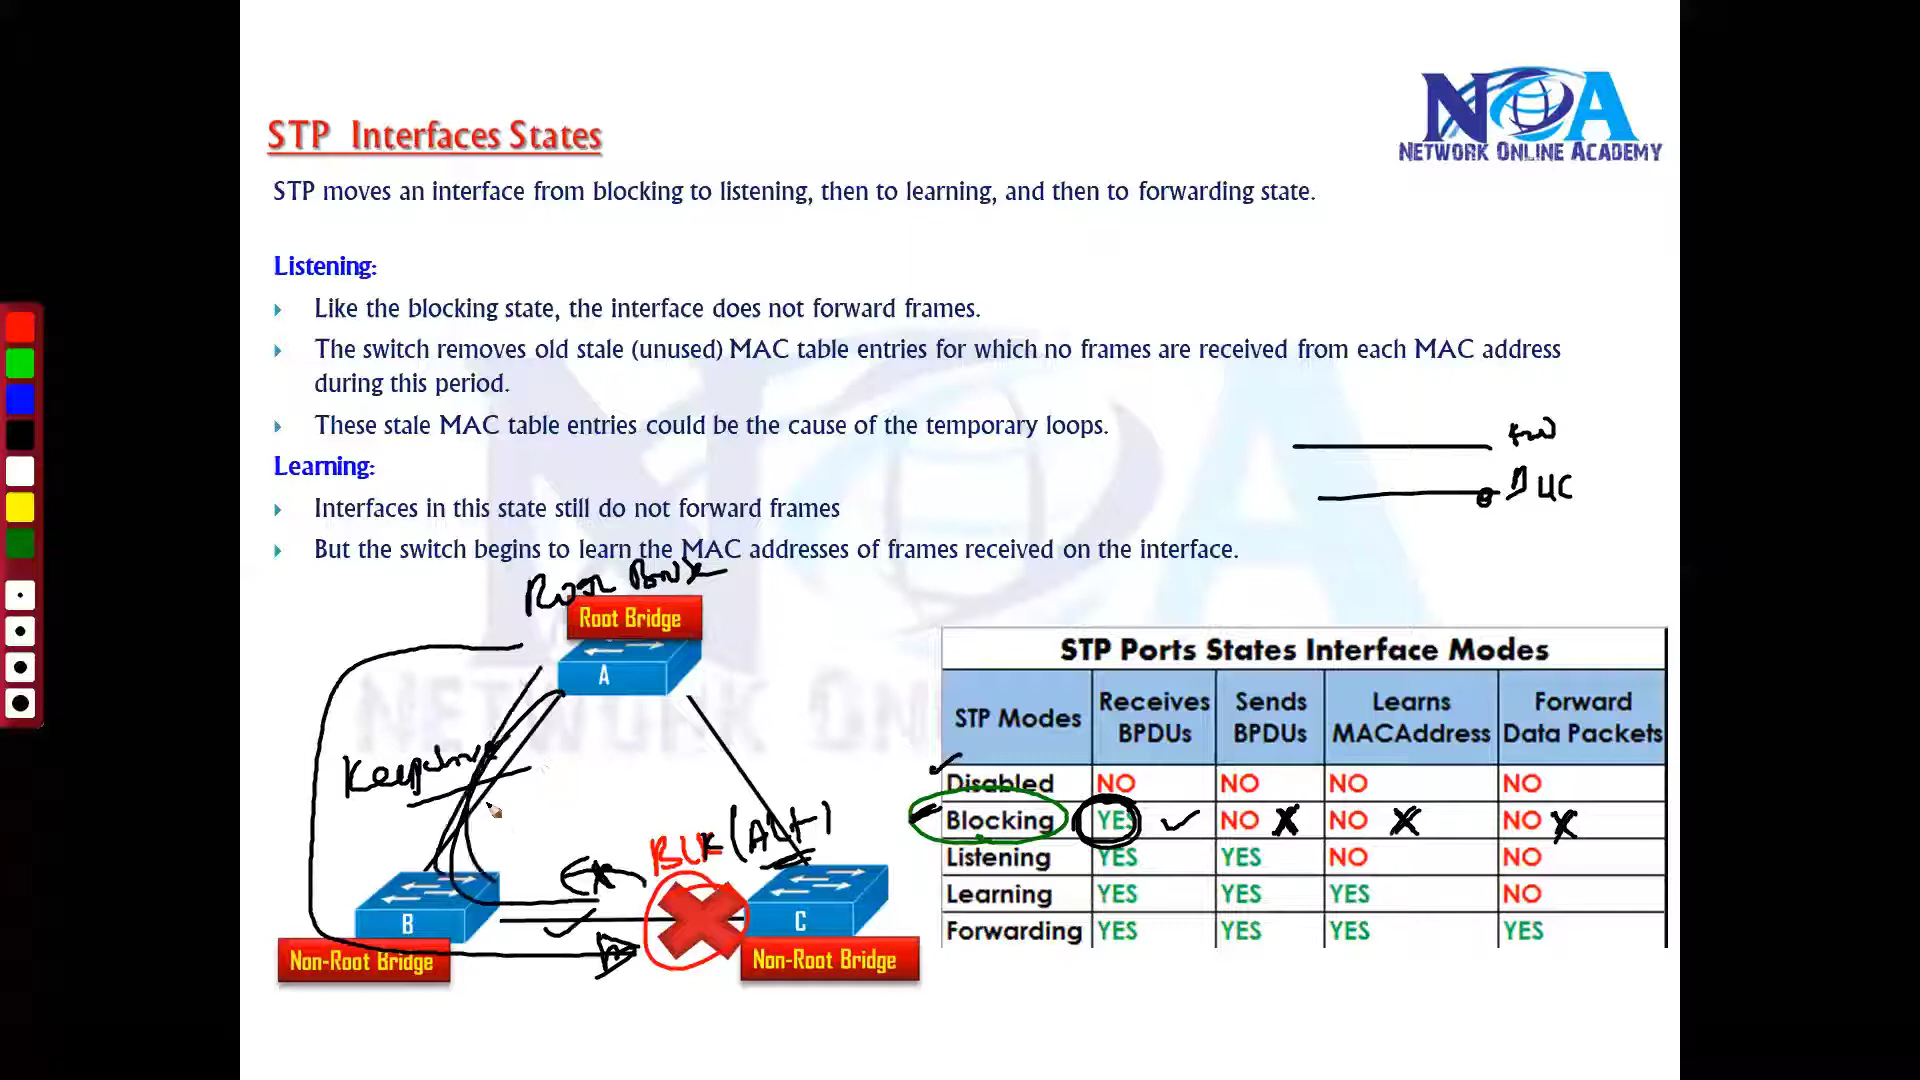 NOA
NETWORK ONLINE ACADEMY
STP Interfaces States
STP moves an interface from blocking to listening, then to learning, and then to forwarding state.
Listening:
Like the blocking state, the interface does not forward frames.
The switch removes old stale (unused) MAC table entries for which no frames are received from each MAC address
during this period.
These stale MAC table entries could be the cause of the temporary loops.
Learning:
Interfaces in this state still do not forward frames
But the switch begins to learn the MAC addresses of frames received on the interface.
Root Bridge
A
BLK (Alt)
B
C
Non-Root Bridge
Non-Root Bridge
STP Ports States Interface Modes
STP Modes Receives BPDUs Sends BPDUs Learns MACAddress Forward Data Packets
Disabled NO NO NO NO
Blocking YES NO NO NO
Listening YES YES NO NO
Learning YES YES YES NO
Forwarding YES YES YES YES